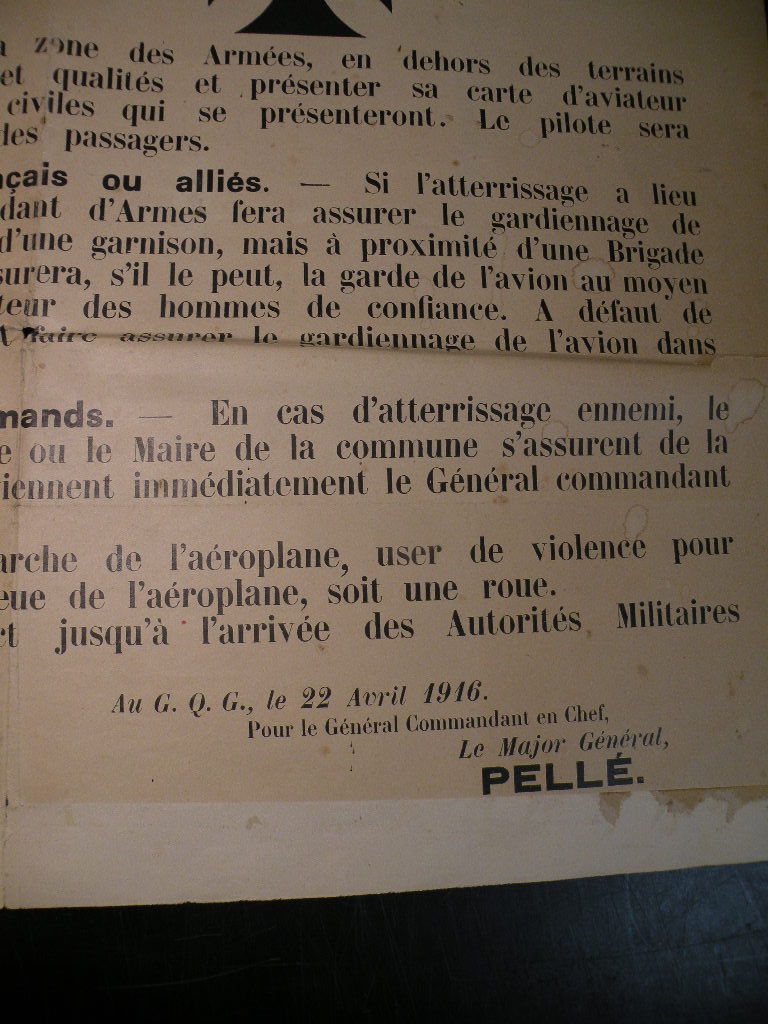 zone des Armées, en dehors des terrains
et qualités et présenter sa carte d'aviateur
civiles qui se présenteront. Le pilote sera
des passagers.
çais ou alliés. — Si l'atterrissage a lieu
dant d'Armes fera assurer le gardiennage de
d'une garnison, mais à proximité d'une Brigade
surera, s'il le peut, la garde de l'avion au moyen
teur des hommes de confiance. A défaut de
faire assurer le gardiennage de l'avion dans
mands. — En cas d'atterrissage ennemi, le
e ou le Maire de la commune s'assurent de la
iennent immédiatement le Général commandant
arche de l'aéroplane, user de violence pour
eue de l'aéroplane, soit une roue.
ct jusqu'à l'arrivée des Autorités Militaires
Au G. Q. G., le 22 Avril 1916.
Pour le Général Commandant en Chef,
Le Major Général,
PELLÉ.